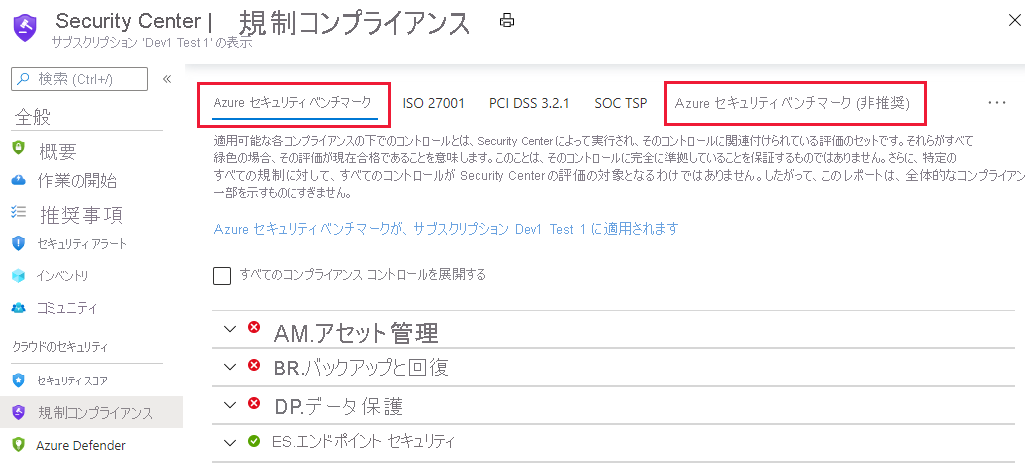 Security Center | 規制コンプライアンス
サブスクリプション 'Dev1 Test 1' の表示
検索 (Ctrl+/)
«
全般
概要
作業の開始
推奨事項
セキュリティ アラート
インベントリ
コミュニティ
クラウドのセキュリティ
セキュリティ スコア
規制コンプライアンス
Azure Defender
Azure セキュリティ ベンチマーク ISO 27001 PCI DSS 3.2.1 SOC TSP Azure セキュリティ ベンチマーク (非推奨) ...
適用可能な各コンプライアンスの下でのコントロールとは、Security Centerによって実行され、そのコントロールに関連付けられている評価のセットです。それらがすべて
緑色の場合、その評価が現在合格であることを意味します。このことは、そのコントロールに完全に準拠していることを保証するものではありません。さらに、特定の
すべての規制に対して、すべてのコントロールが Security Centerの評価の対象となるわけではありません。したがって、このレポートは、全体的なコンプライアン
一部を示すものにすぎません。
Azure セキュリティ ベンチマークが、サブスクリプション Dev1 Test 1 に適用されます
すべてのコンプライアンス コントロールを展開する
AM.アセット管理
BR.バックアップと回復
DP.データ保護
ES.エンドポイント セキュリティ